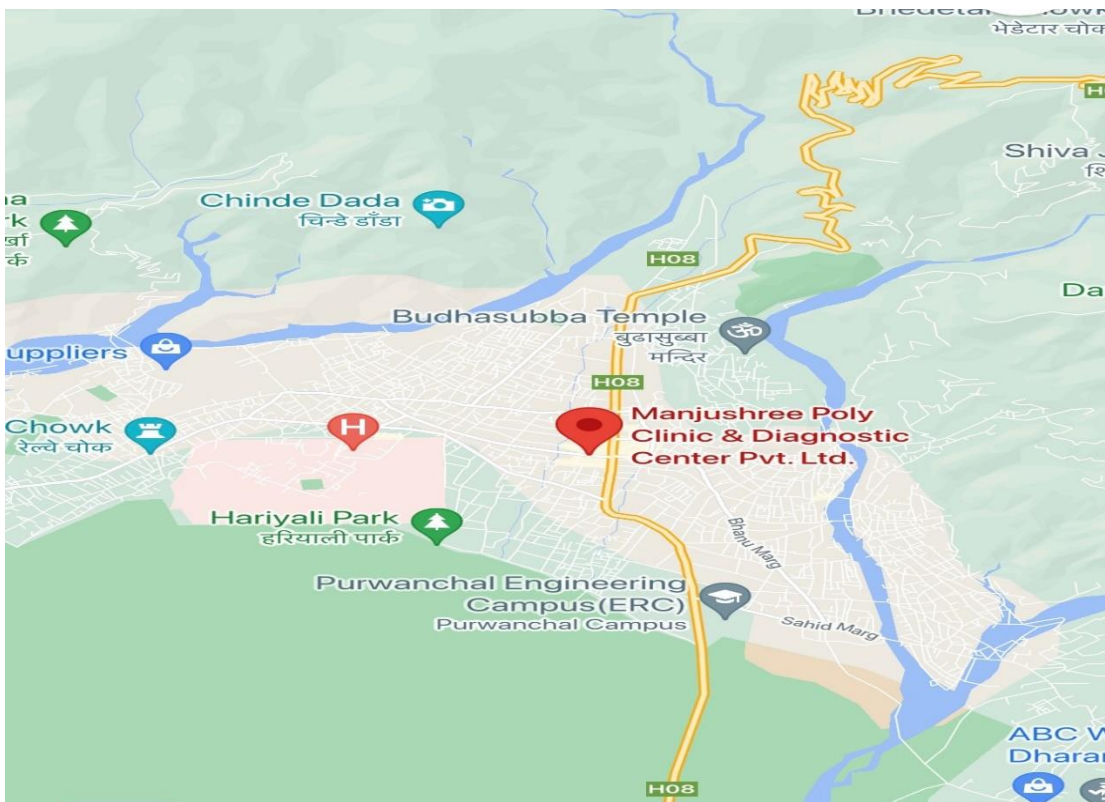 भेडेटार चोक
H08
Shiva J
Chinde Dada
चिन्डे डाँडा
H08
Budhasubba Temple
बुढासुब्बा
मन्दिर
uppliers
H08
Manjushree Poly
Clinic & Diagnostic
Center Pvt. Ltd.
Chowk
रेल्वे चोक
H
Hariyali Park
हरियाली पार्क
Bhanu Marg
Purwanchal Engineering
Campus(ERC)
Purwanchal Campus
Sahid Marg
ABC W
Dharan
H08